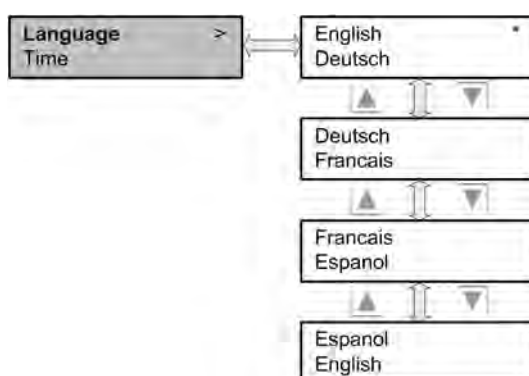 Language >
Time
English *
Deutsch
Deutsch
Francais
Francais
Espanol
Espanol
English